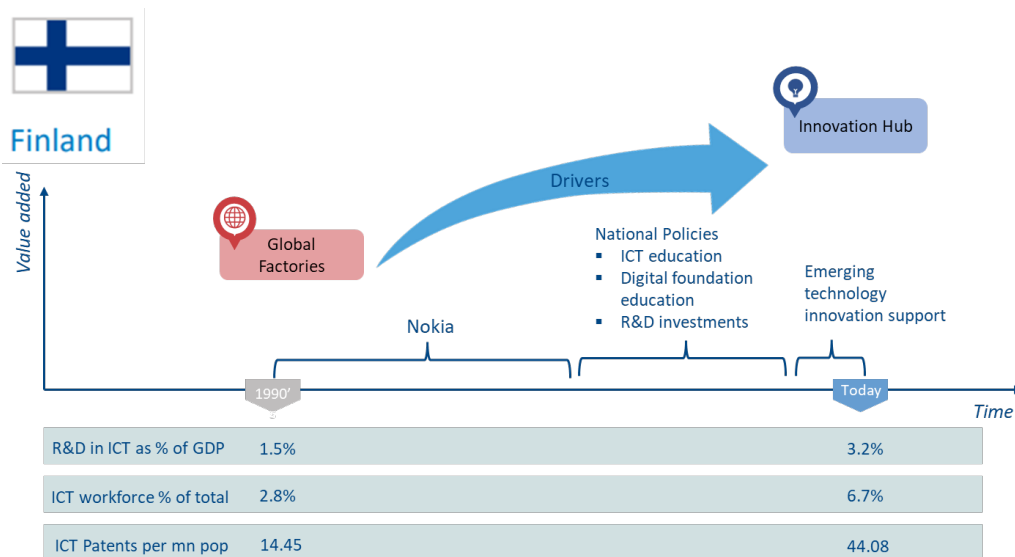 Finland
Value added
Innovation Hub
Drivers
Global
Factories
National Policies
▪ ICT education
▪ Digital foundation
education
▪ R&D investments
Emerging
technology
innovation support
Nokia
1990'
s
Today
Time
R&D in ICT as % of GDP 1.5% 3.2%
ICT workforce % of total 2.8% 6.7%
ICT Patents per mn pop 14.45 44.08